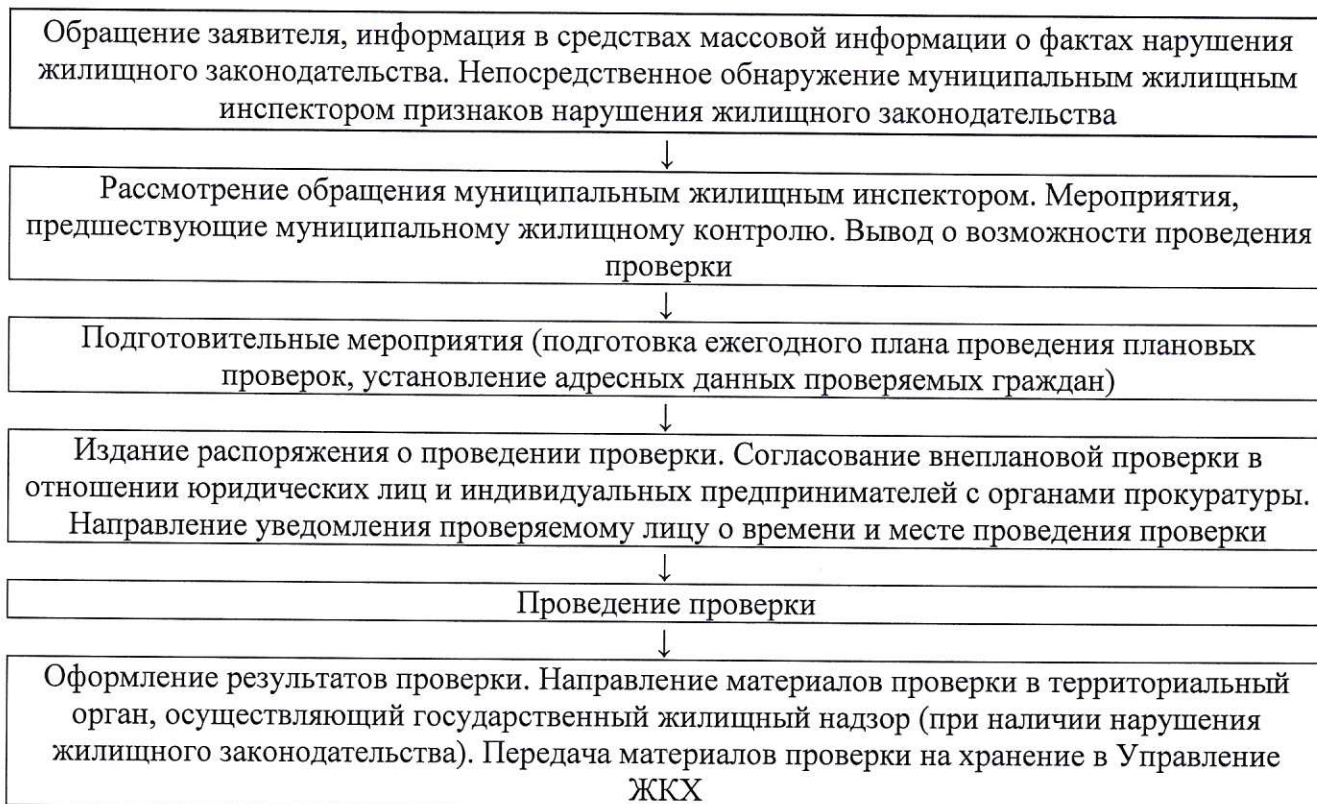 Обращение заявителя, информация в средствах массовой информации о фактах нарушения
жилищного законодательства. Непосредственное обнаружение муниципальным жилищным
инспектором признаков нарушения жилищного законодательства
↓
Рассмотрение обращения муниципальным жилищным инспектором. Мероприятия,
предшествующие муниципальному жилищному контролю. Вывод о возможности проведения
проверки
↓
Подготовительные мероприятия (подготовка ежегодного плана проведения плановых
проверок, установление адресных данных проверяемых граждан)
↓
Издание распоряжения о проведении проверки. Согласование внеплановой проверки в
отношении юридических лиц и индивидуальных предпринимателей с органами прокуратуры.
Направление уведомления проверяемому лицу о времени и месте проведения проверки
↓
Проведение проверки
↓
Оформление результатов проверки. Направление материалов проверки в территориальный
орган, осуществляющий государственный жилищный надзор (при наличии нарушения
жилищного законодательства). Передача материалов проверки на хранение в Управление
ЖКХ